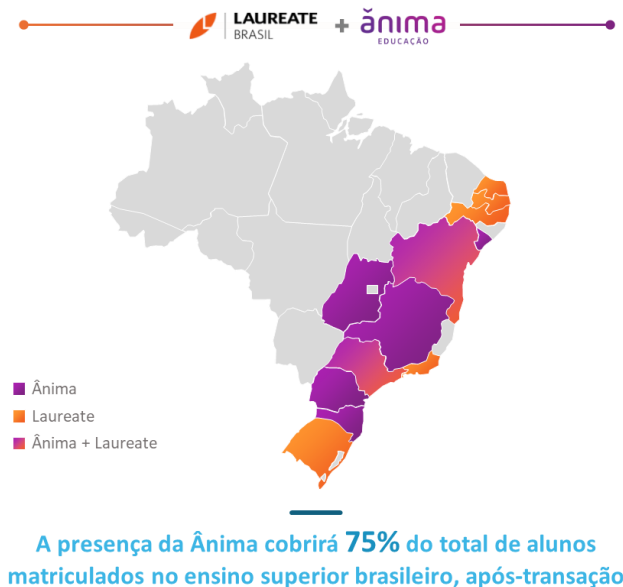 LAUREATE
BRASIL
+
ănima
EDUCAÇÃO
Ânima
Laureate
Ânima + Laureate
A presença da Ânima cobrirá 75% do total de alunos
matriculados no ensino superior brasileiro, após-transação